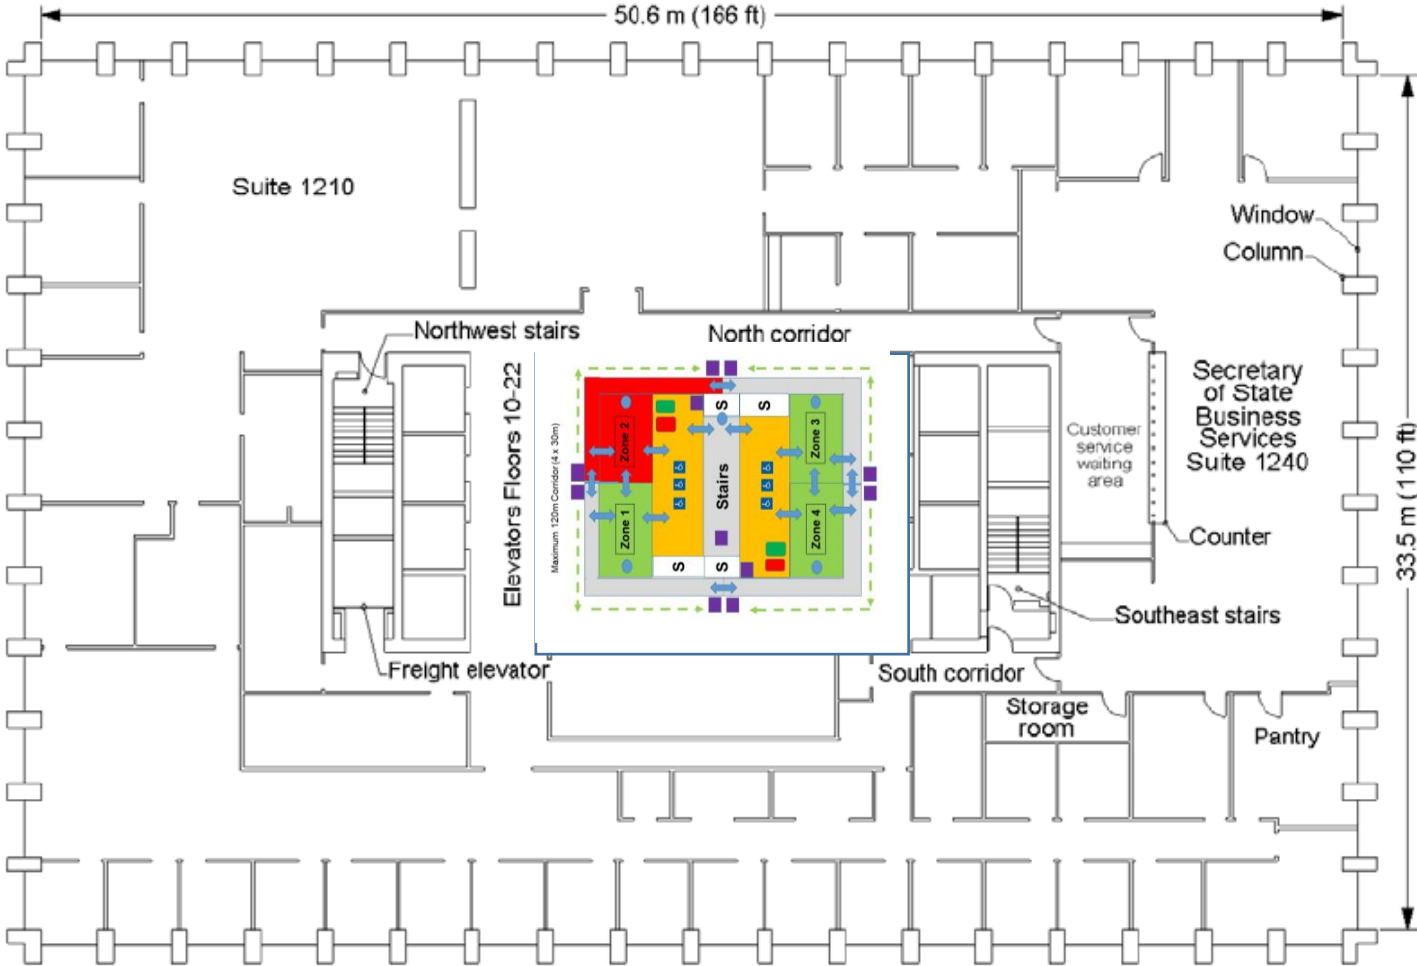 50.6 m (166 ft)
Suite 1210
Window
Column
Northwest stairs
North corridor
Elevators Floors 10-22
Maximum 120m Corridor (4 x 30m)
S
S
Zone 2
Zone 3
Stairs
Zone 1
Zone 4
S
S
Customer
service
waiting
area
Secretary
of State
Business
Services
Suite 1240
33.5 m (110 ft)
Counter
Southeast stairs
Freight elevator
South corridor
Storage
room
Pantry